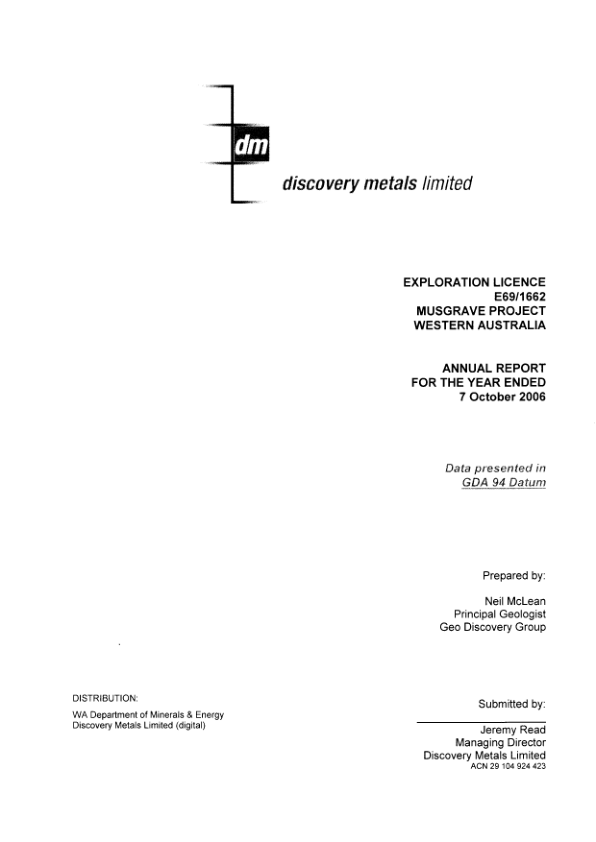 dm
discovery metals limited
EXPLORATION LICENCE
E69/1662
MUSGRAVE PROJECT
WESTERN AUSTRALIA
ANNUAL REPORT
FOR THE YEAR ENDED
7 October 2006
Data presented in
GDA 94 Datum
Prepared by:
Neil McLean
Principal Geologist
Geo Discovery Group
DISTRIBUTION:
WA Department of Minerals & Energy
Discovery Metals Limited (digital)
Submitted by:
Jeremy Read
Managing Director
Discovery Metals Limited
ACN 29 104 924 423